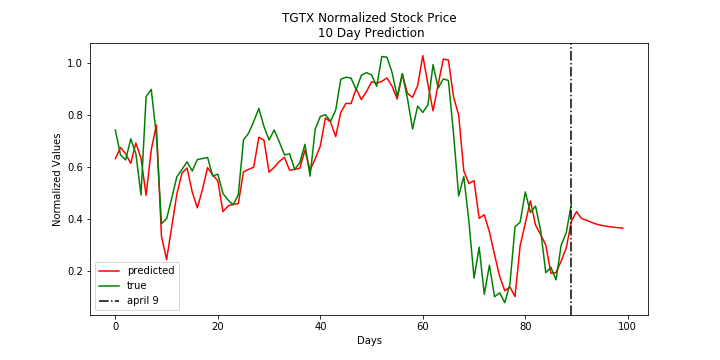 TGTX Normalized Stock Price
10 Day Prediction
Normalized Values
1.0
0.8
0.6
0.4
0.2
predicted
true
april 9
0 20 40 60 80 100
Days